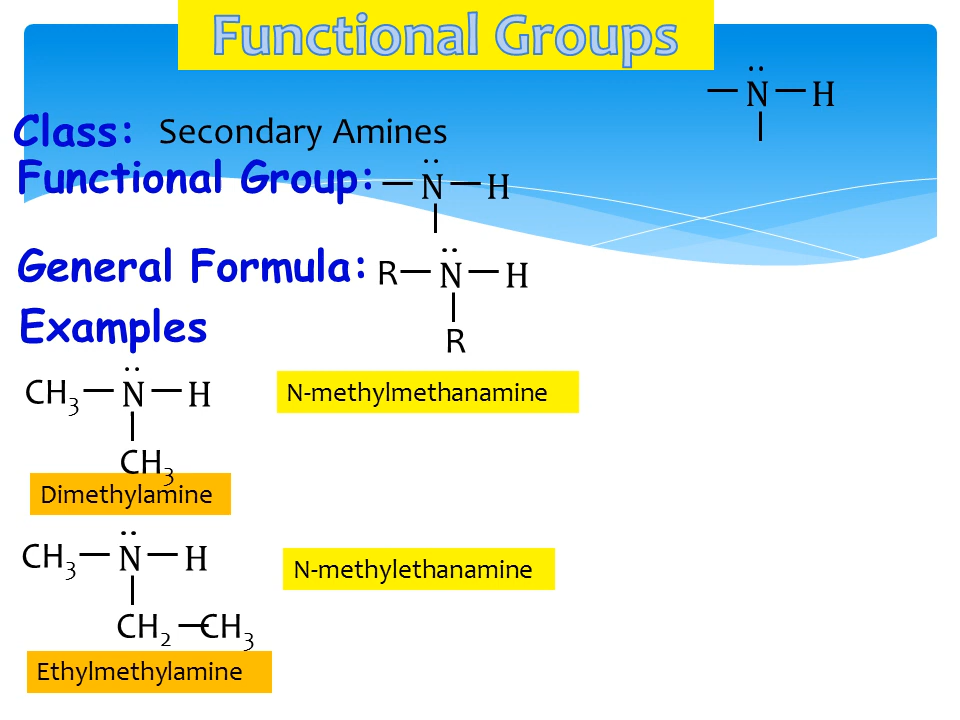 Functional Groups
— N̈ — H
Class: Secondary Amines
Functional Group: — N̈ — H
General Formula: R— N̈ — H
R
Examples
CH₃— N̈ — H
N-methylmethanamine
CH₃
Dimethylamine
CH₃— N̈ — H
N-methylethanamine
CH₂ —CH₃
Ethylmethylamine